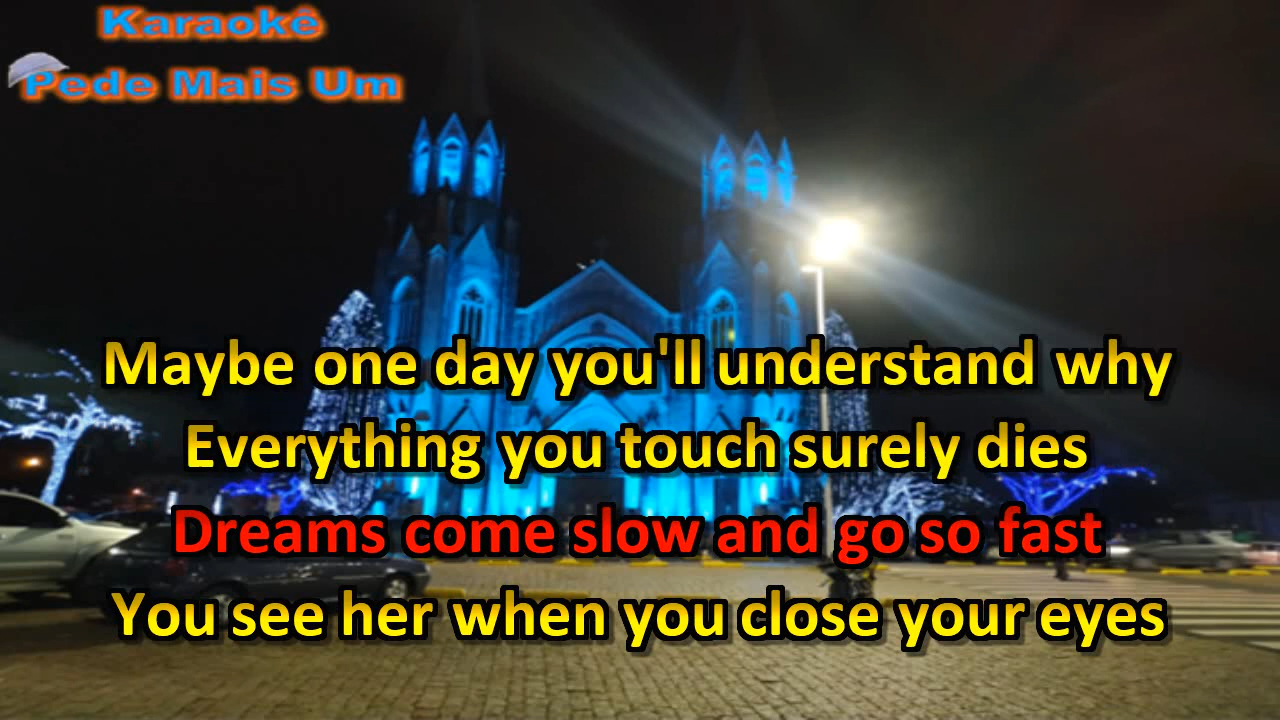 Karaokê
Pede Mais Um
Maybe one day you'll understand why
Everything you touch surely dies
Dreams come slow and go so fast
You see her when you close your eyes